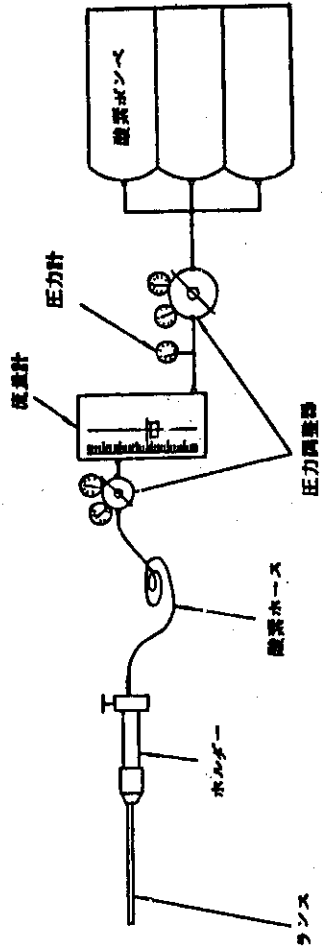 酸素ボンベ
圧力計
流量計
圧力調整器
酸素ホース
ホルダー
ランス